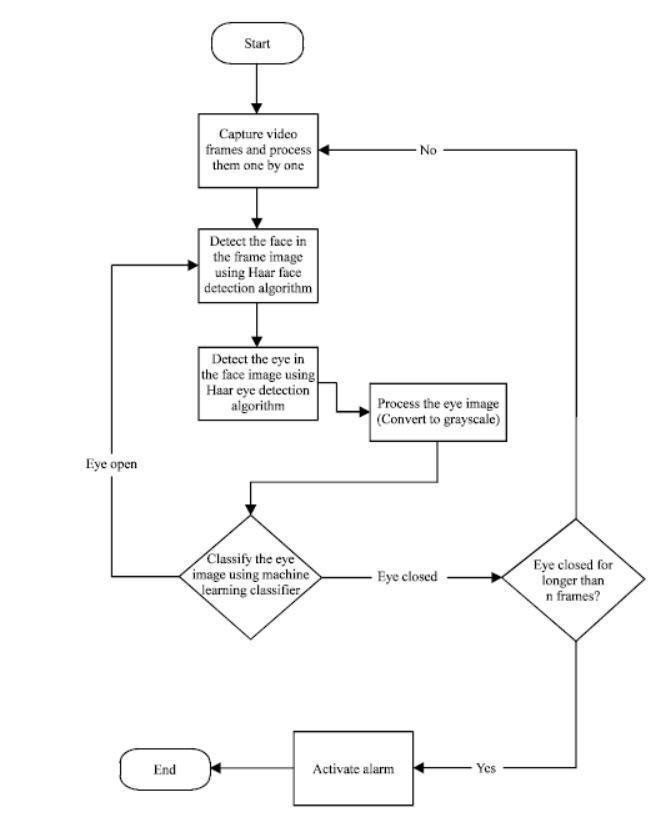 Start
Capture video
frames and process
them one by one
No
Detect the face in
the frame image
using Haar face
detection algorithm
Detect the eye in
the face image using
Haar eye detection
algorithm
Process the eye image
(Convert to grayscale)
Eye open
Classify the eye
image using machine
learning classifier
Eye closed
Eye closed for
longer than
n frames?
End
Activate alarm
Yes